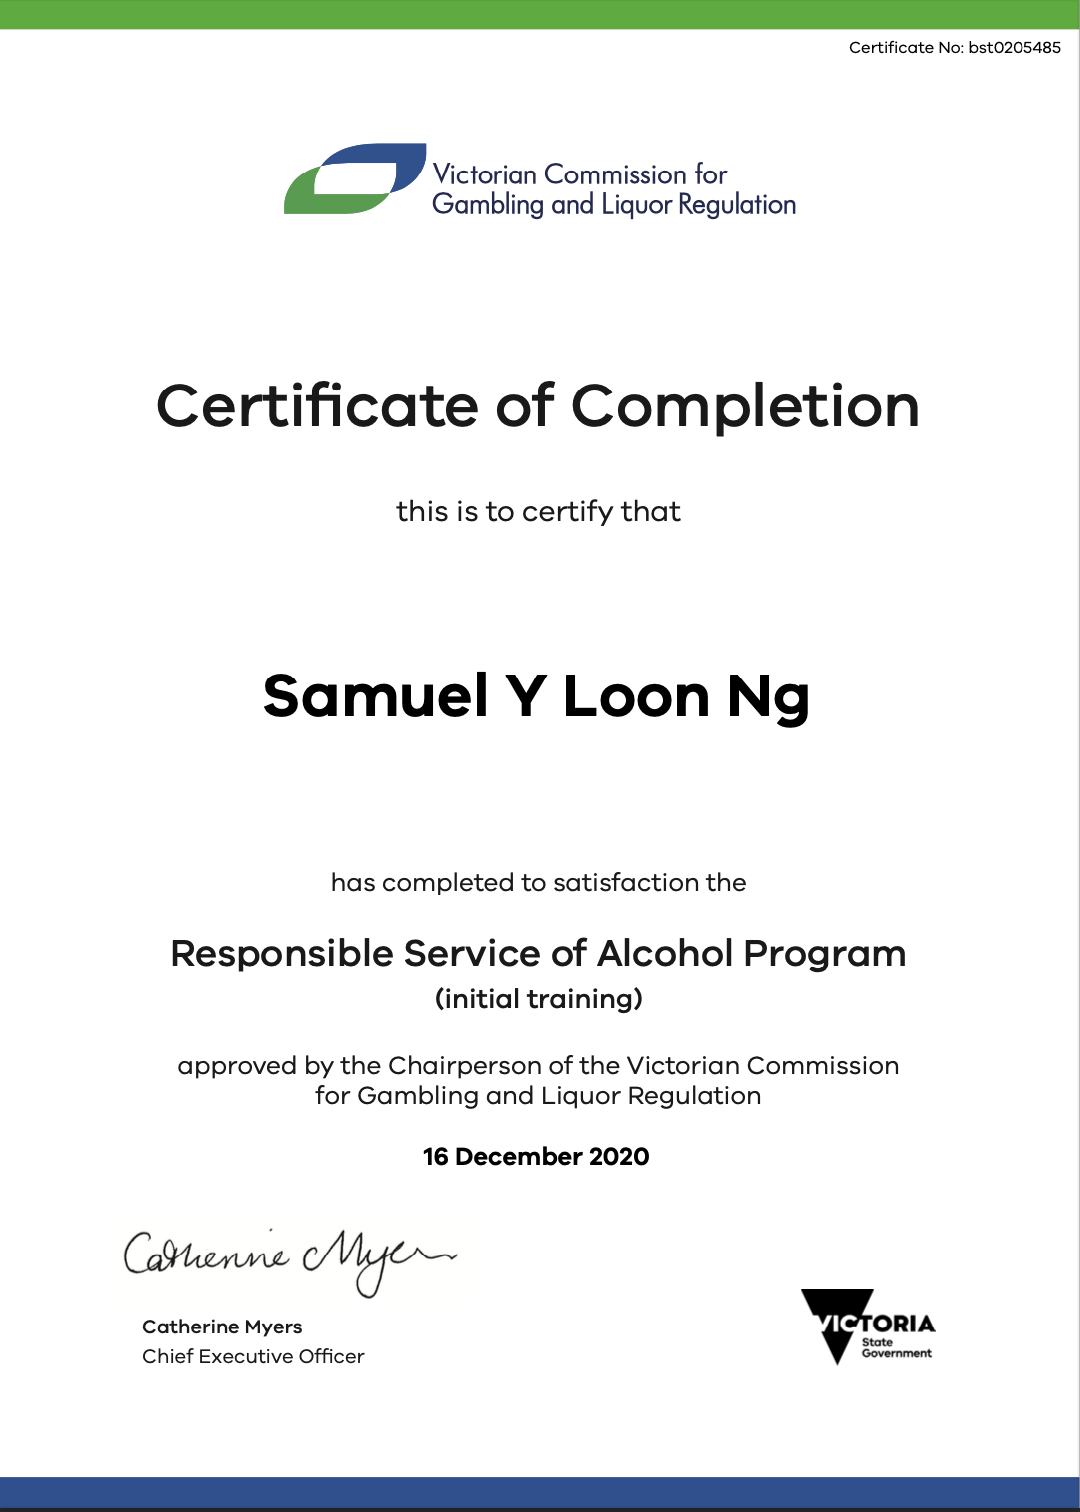 Certificate No: bst0205485
Victorian Commission for
Gambling and Liquor Regulation
Certificate of Completion
this is to certify that
Samuel Y Loon Ng
has completed to satisfaction the
Responsible Service of Alcohol Program
(initial training)
approved by the Chairperson of the Victorian Commission
for Gambling and Liquor Regulation
16 December 2020
Catherine Myers
Catherine Myers
Chief Executive Officer
VICTORIA
State
Government